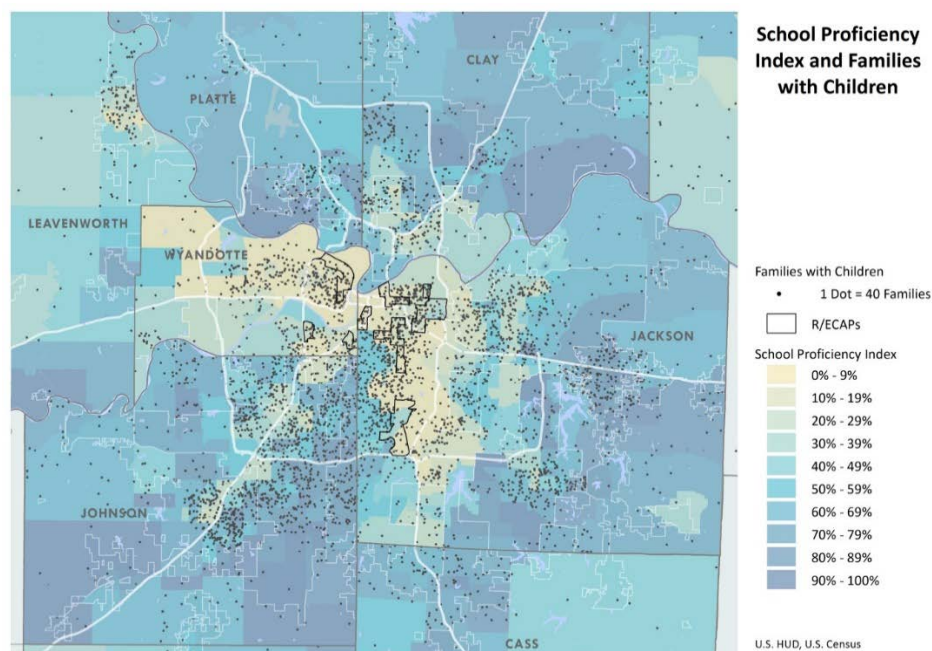 School Proficiency
Index and Families
with Children
CLAY
PLATTE
LEAVENWORTH
WYANDOTTE
JACKSON
JOHNSON
CASS
Families with Children
1 Dot = 40 Families
R/ECAPs
School Proficiency Index
0% - 9%
10% - 19%
20% - 29%
30% - 39%
40% - 49%
50% - 59%
60% - 69%
70% - 79%
80% - 89%
90% - 100%
U.S. HUD, U.S. Census